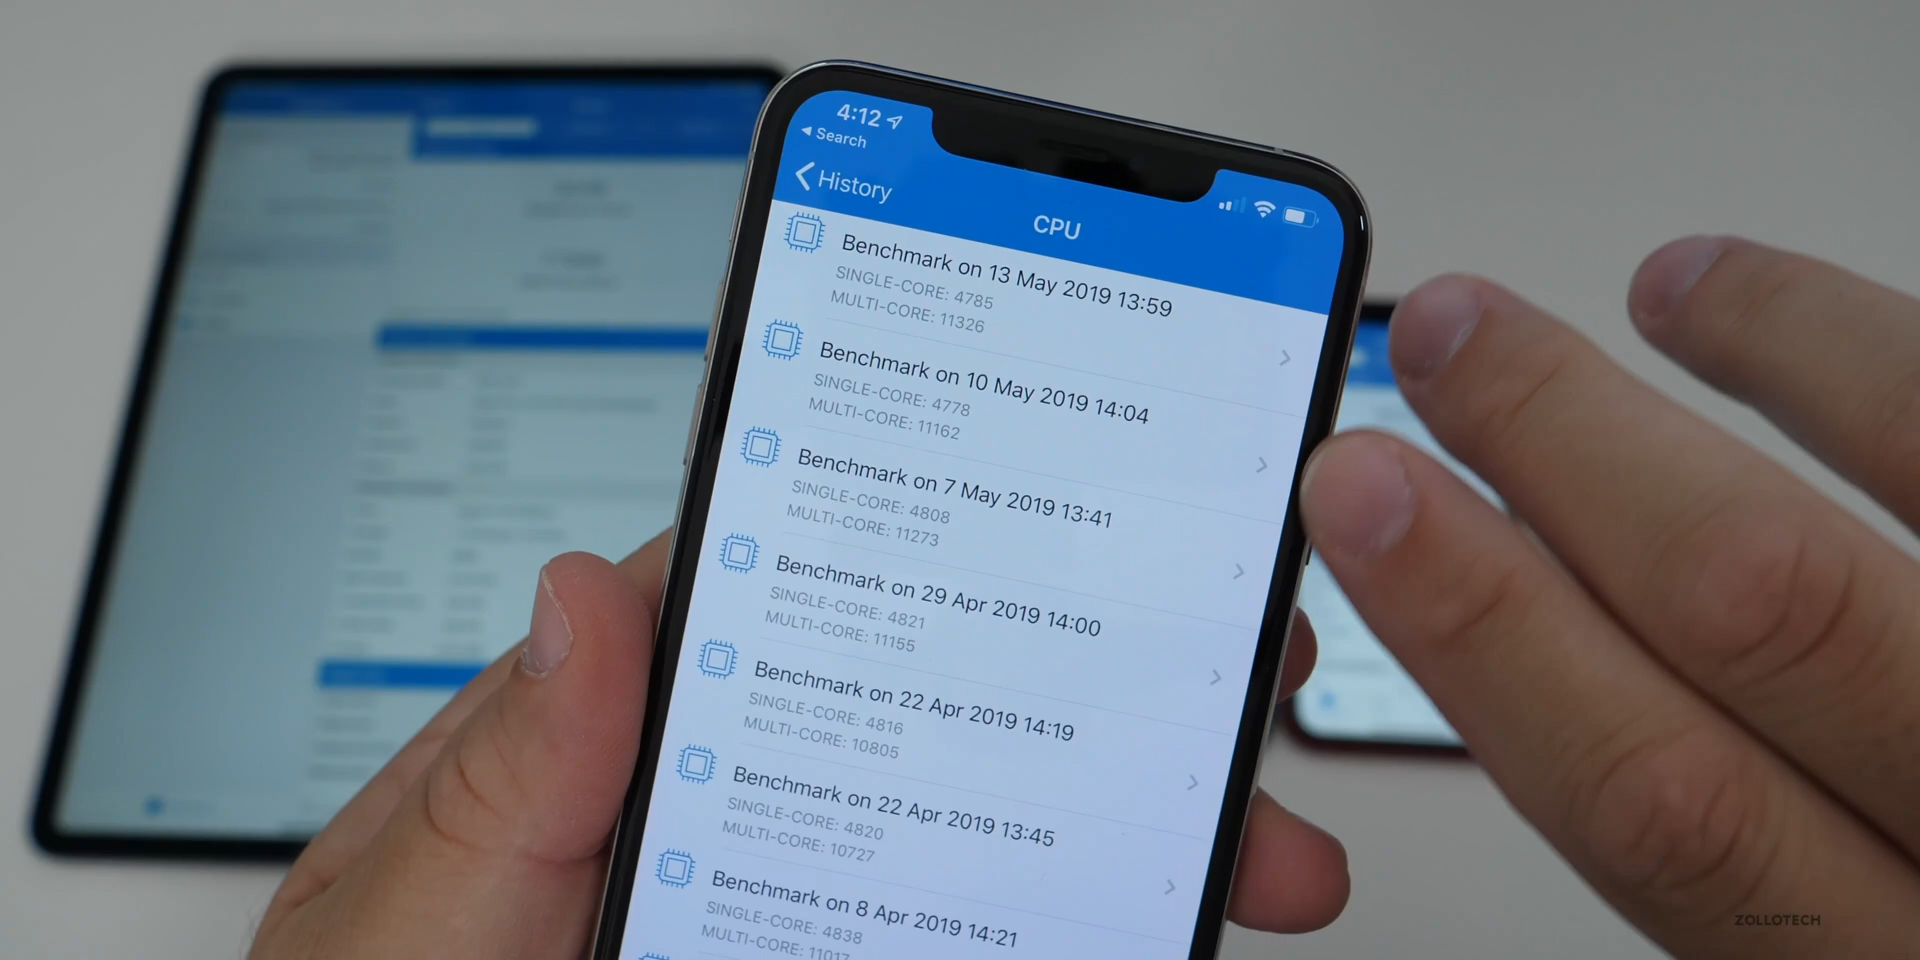 4:12
Search
History
CPU
Benchmark on 13 May 2019 13:59
SINGLE-CORE: 4785
MULTI-CORE: 11326
Benchmark on 10 May 2019 14:04
SINGLE-CORE: 4778
MULTI-CORE: 11162
Benchmark on 7 May 2019 13:41
SINGLE-CORE: 4808
MULTI-CORE: 11273
Benchmark on 29 Apr 2019 14:00
SINGLE-CORE: 4821
MULTI-CORE: 11155
Benchmark on 22 Apr 2019 14:19
SINGLE-CORE: 4816
MULTI-CORE: 10805
Benchmark on 22 Apr 2019 13:45
SINGLE-CORE: 4820
MULTI-CORE: 10727
Benchmark on 8 Apr 2019 14:21
SINGLE-CORE: 4838
MULTI-CORE: 11017
ZOLLOTECH